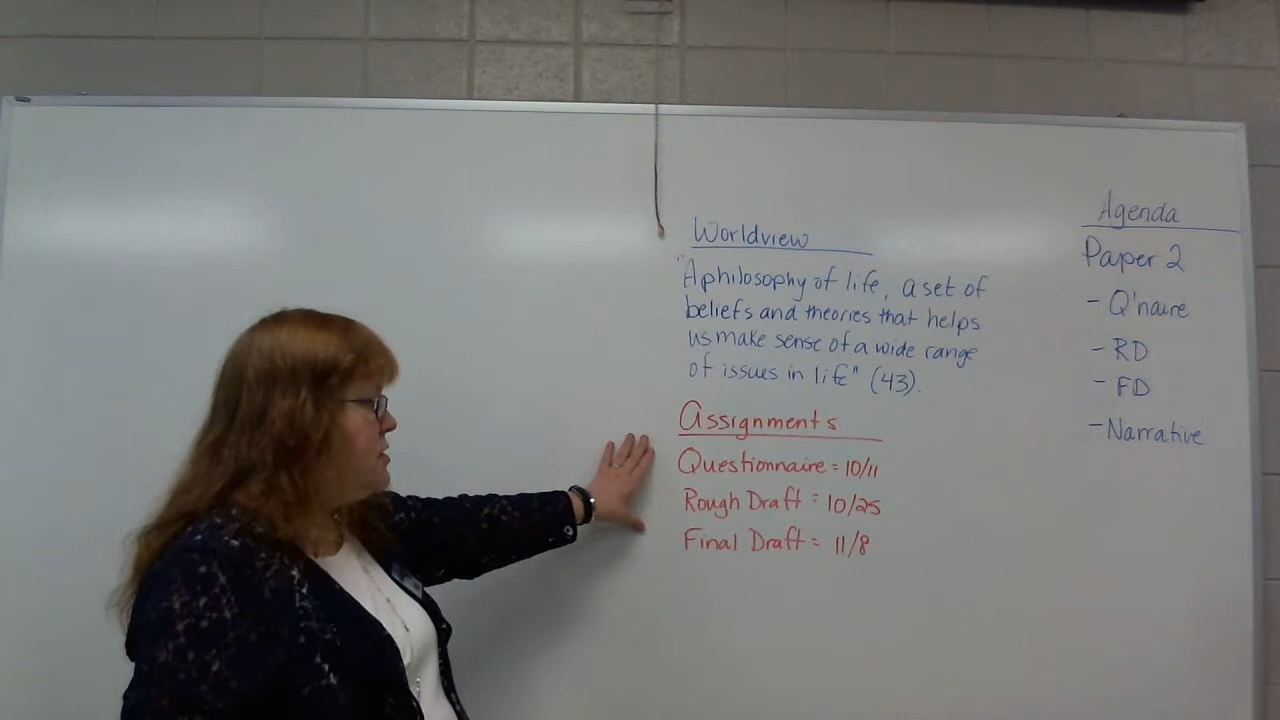 Worldview
"A philosophy of life, a set of
beliefs and theories that helps
us make sense of a wide range
of issues in life" (43).
Assignments
Questionnaire = 10/11
Rough Draft = 10/25
Final Draft = 11/8
Agenda
Paper 2
- Q'naire
- RD
- FD
- Narrative